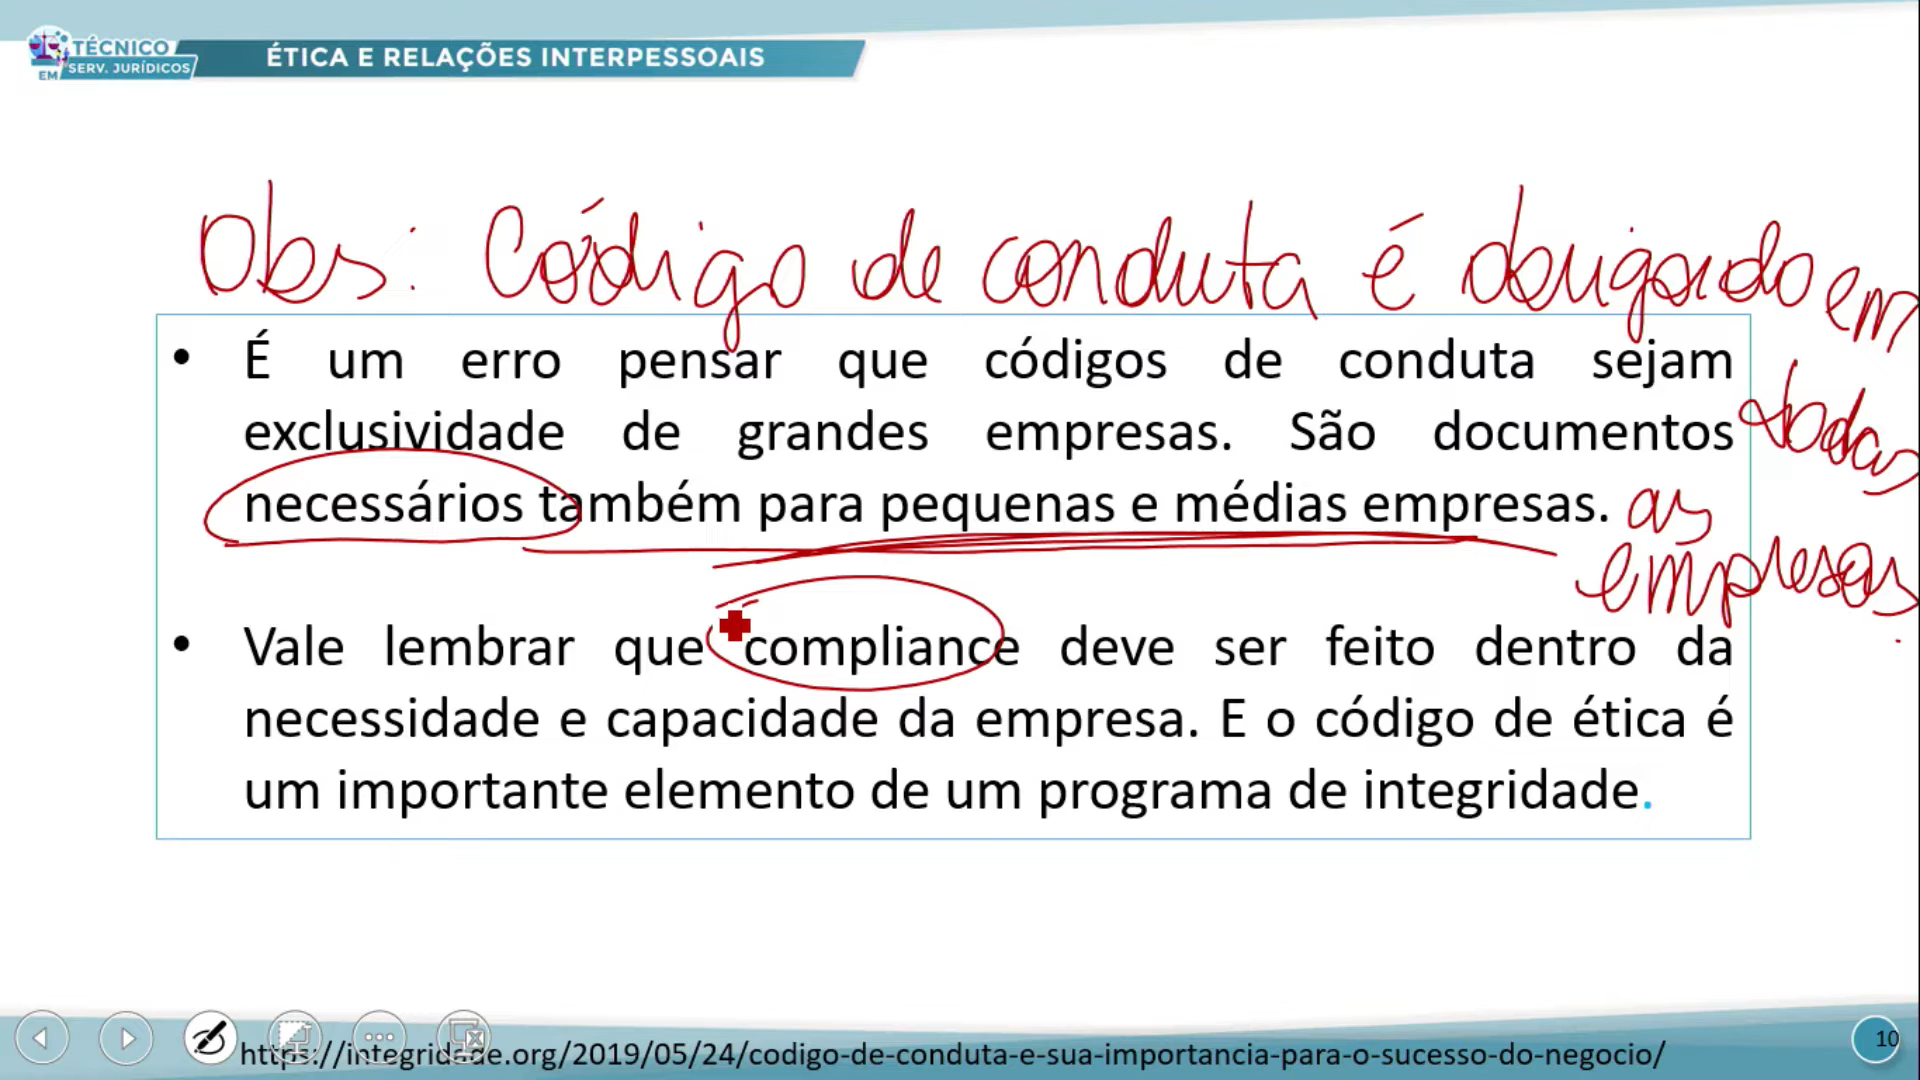 TÉCNICO
EM SERV. JURÍDICOS
ÉTICA E RELAÇÕES INTERPESSOAIS
Obs: Código de conduta é obrigado em
todas
as
empresas.
• É um erro pensar que códigos de conduta sejam
exclusividade de grandes empresas. São documentos
necessários também para pequenas e médias empresas.
• Vale lembrar que compliance deve ser feito dentro da
necessidade e capacidade da empresa. E o código de ética é
um importante elemento de um programa de integridade.
https://integridade.org/2019/05/24/codigo-de-conduta-e-sua-importancia-para-o-sucesso-do-negocio/
10